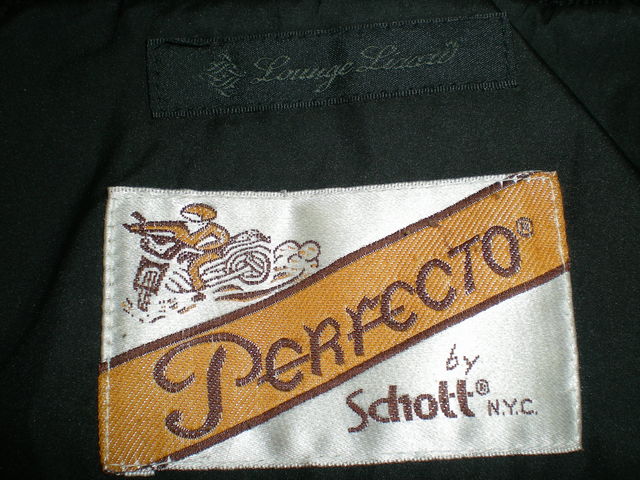 Lounge Lizard
PERFECTO®
by
Schott® N.Y.C.